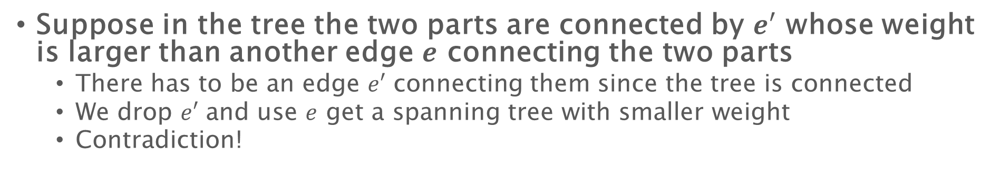 • Suppose in the tree the two parts are connected by e′ whose weight
is larger than another edge e connecting the two parts
• There has to be an edge e′ connecting them since the tree is connected
• We drop e′ and use e get a spanning tree with smaller weight
• Contradiction!